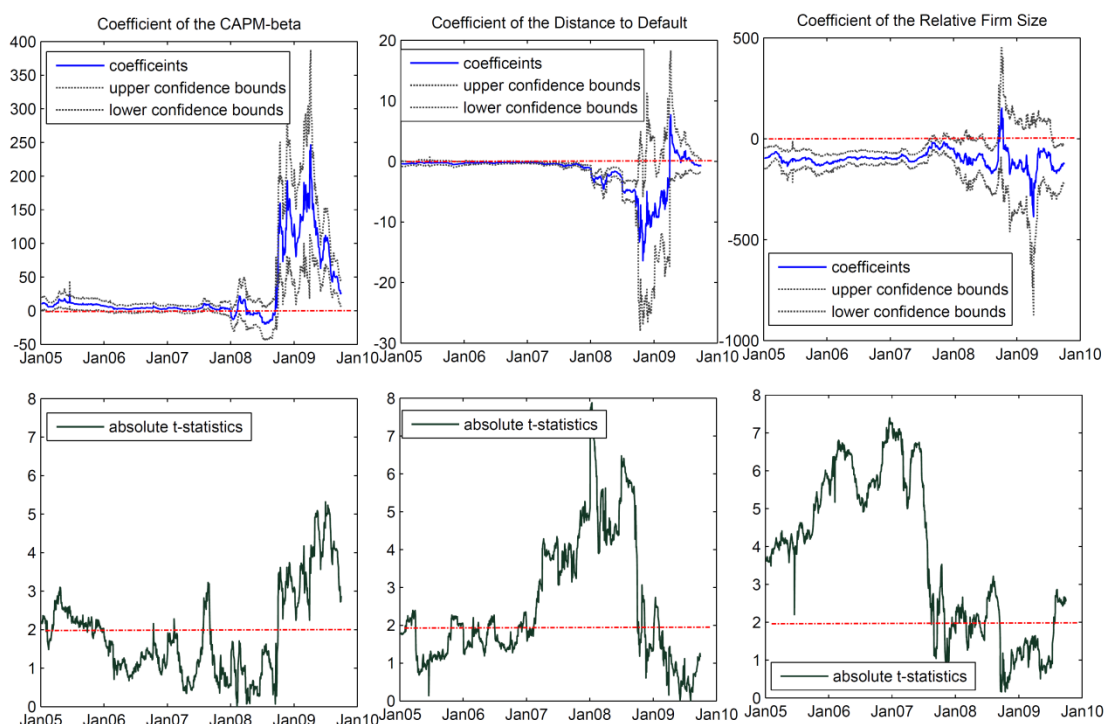 Coefficient of the CAPM-beta
400
350
300
250
200
150
100
50
0
-50
coefficeints
upper confidence bounds
lower confidence bounds
Jan05 Jan06 Jan07 Jan08 Jan09 Jan10
Coefficient of the Distance to Default
20
10
0
-10
-20
-30
coefficeints
upper confidence bounds
lower confidence bounds
Jan05 Jan06 Jan07 Jan08 Jan09 Jan10
Coefficient of the Relative Firm Size
500
0
-500
-1000
coefficeints
upper confidence bounds
lower confidence bounds
Jan05 Jan06 Jan07 Jan08 Jan09 Jan10
8
7
6
5
4
3
2
1
0
absolute t-statistics
Jan05 Jan06 Jan07 Jan08 Jan09 Jan10
8
7
6
5
4
3
2
1
0
absolute t-statistics
Jan05 Jan06 Jan07 Jan08 Jan09 Jan10
8
7
6
5
4
3
2
1
0
absolute t-statistics
Jan05 Jan06 Jan07 Jan08 Jan09 Jan10